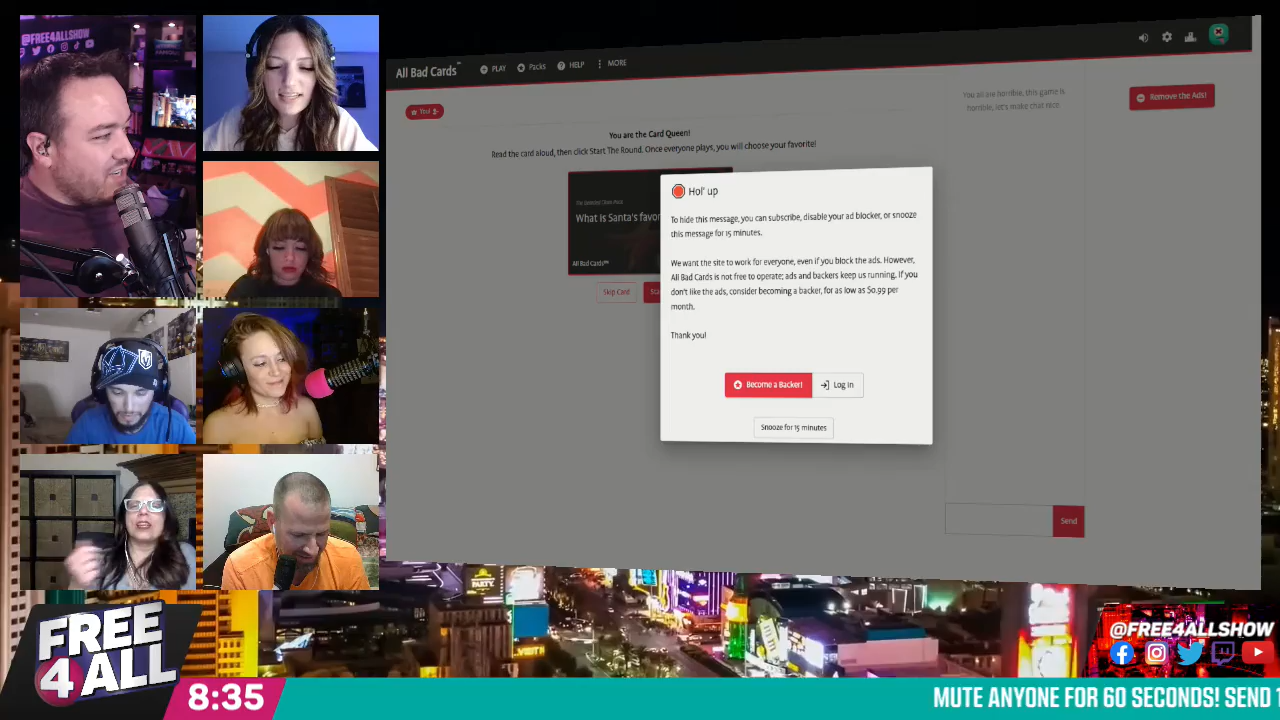 @FREE4ALLSHOW
All Bad Cards™
PLAY
Packs
HELP
MORE
You!
You are the Card Queen!
Read the card aloud, then click Start The Round. Once everyone plays, you will choose your favorite!
What is Santa's favor
All Bad Cards™
Skip Card
You all are horrible, this game is
horrible, let's make chat nice.
Remove the Ads!
Hol' up
To hide this message, you can subscribe, disable your ad blocker, or snooze
this message for 15 minutes.
We want the site to work for everyone, even if you block the ads. However,
All Bad Cards is not free to operate; ads and backers keep us running. If you
don't like the ads, consider becoming a backer, for as low as $0.99 per
month.
Thank you!
Become a Backer!
Log In
Snooze for 15 minutes
Send
PARTY
FREE
4 ALL
8:35
@FREE4ALLSHOW
MUTE ANYONE FOR 60 SECONDS! SEND 1